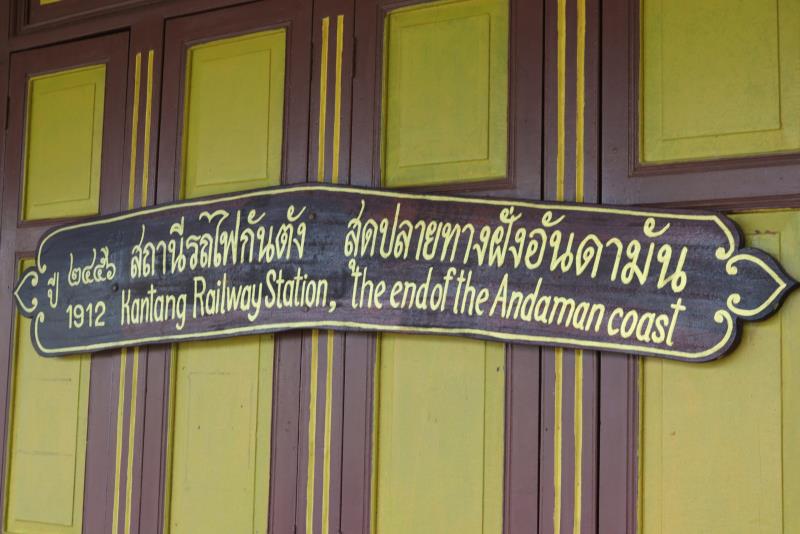 ปี ๒๔๕๖ สถานีรถไฟกันตัง สุดปลายทางฝั่งอันดามัน
1912 Kantang Railway Station, the end of the Andaman coast